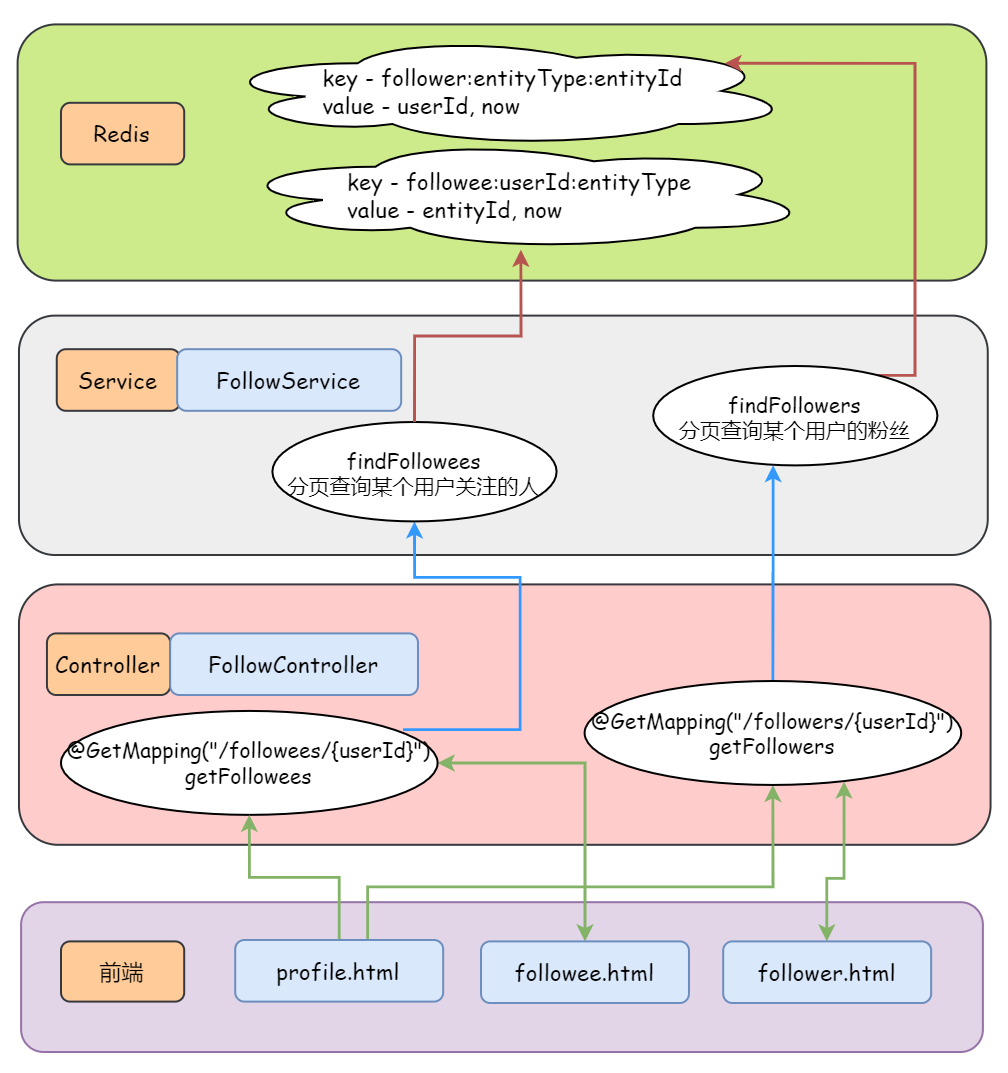 key - follower:entityType:entityId
value - userId, now
Redis
key - followee:userId:entityType
value - entityId, now
Service
FollowService
findFollowers
分页查询某个用户的粉丝
findFollowees
分页查询某个用户关注的人
Controller
FollowController
@GetMapping("/followees/{userId}")
getFollowees
@GetMapping("/followers/{userId}")
getFollowers
前端
profile.html
followee.html
follower.html